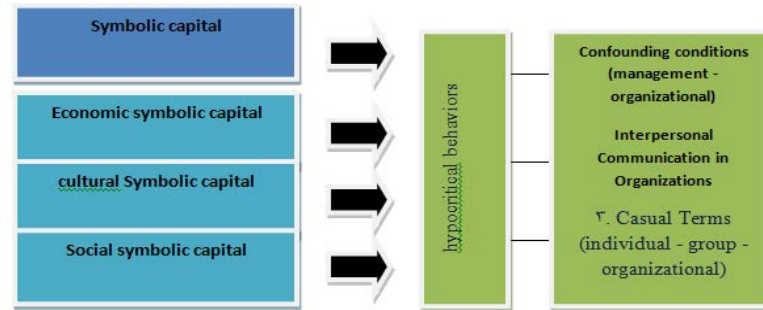 Symbolic capital
Economic symbolic capital
cultural Symbolic capital
Social symbolic capital
hypocritical behaviors
Confounding conditions
(management -
organizational)
Interpersonal
Communication in
Organizations
۳. Casual Terms
(individual - group -
organizational)